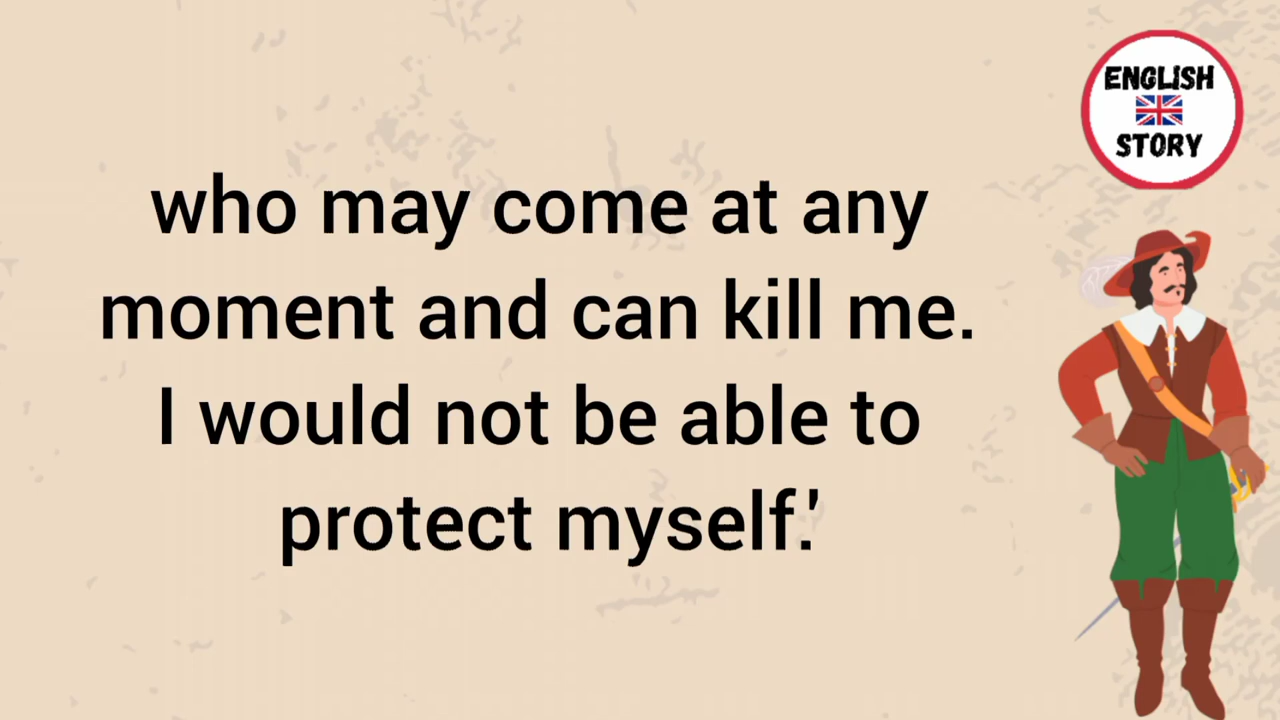 ENGLISH
STORY
who may come at any
moment and can kill me.
I would not be able to
protect myself.'